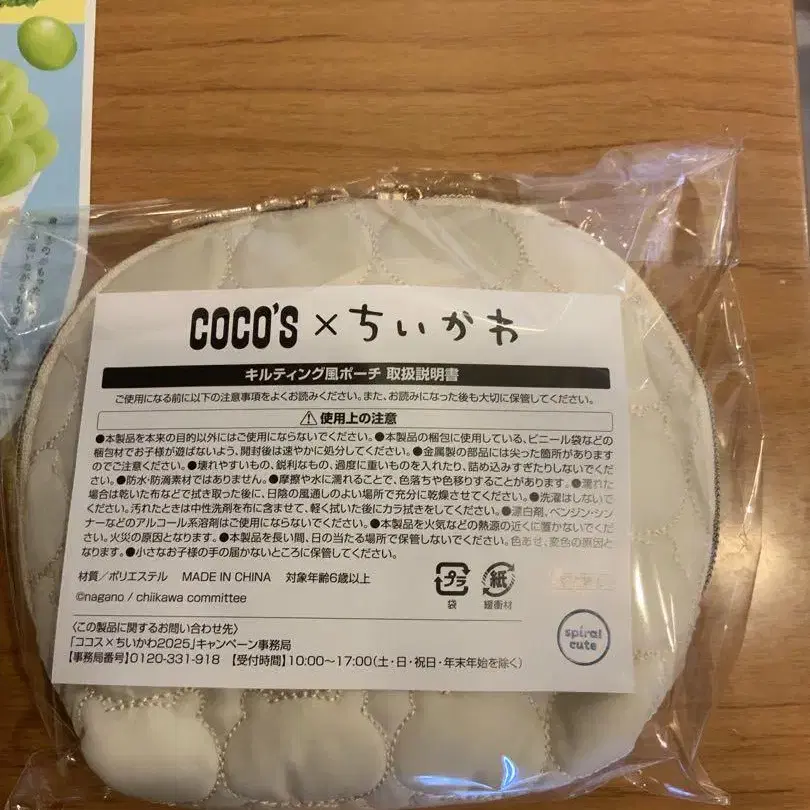 COCO'S×ちいかわ
キルティング風ポーチ 取扱説明書
ご使用になる前に以下の注意事項をよくお読みください。また、お読みになった後も大切に保管してください。
使用上の注意
●本製品を本来の目的以外にはご使用にならないでください。●本製品の梱包に使用している、ビニール袋などの
梱包材でお子様が遊ばないよう、開封後は速やかに処分してください。●金属製の部品には尖った箇所があります
のでご注意ください。●壊れやすいもの、鋭利なもの、過度に重いものを入れたり、詰め込みすぎたりしないでくだ
さい。●防水・防滴素材ではありません。●摩擦や水に濡れることで、色落ちや色移りすることがあります。●濡れた
場合は乾いた布などで拭き取った後に、日陰の風通しのよい場所で充分に乾燥させてください。●洗濯はしないで
ください。汚れたときは中性洗剤を布に含ませて、軽く拭いた後にカラ拭きをしてください。●漂白剤、ベンジン・シン
ナーなどのアルコール系溶剤はご使用にならないでください。●本製品を火気などの熱源の近くに置かないでくだ
さい。火災の原因となります。●本製品を長い間、日の当たる場所で保管しないでください。色あせ、変色の原因と
なります。●小さなお子様の手の届かないところに保管してください。
材質/ポリエステル MADE IN CHINA 対象年齢6歳以上
©nagano / chiikawa committee
プラ
袋
紙
緩衝材
〈この製品に関するお問い合わせ先〉
「ココス×ちいかわ2025」キャンペーン事務局
【事務局番号】0120-331-918 【受付時間】10:00〜17:00(土・日・祝日・年末年始を除く)
spiral
cute